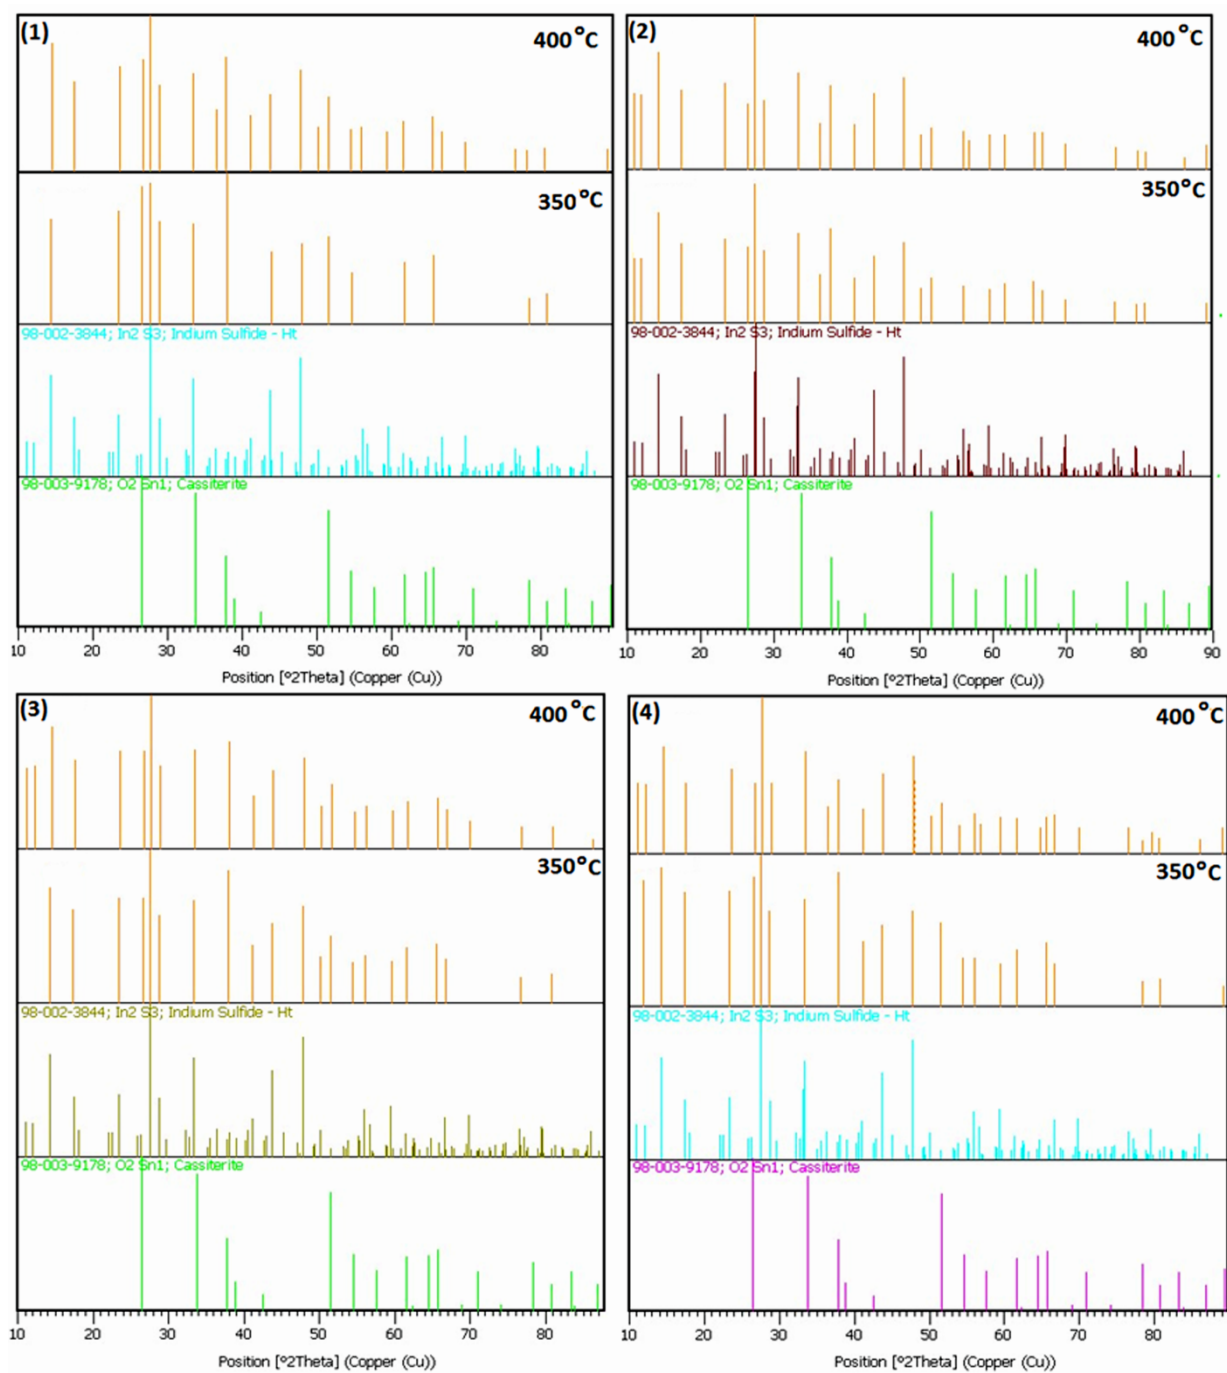 (1)
400°C
350°C
98-002-3844; In2 S3; Indium Sulfide - Ht
98-003-9178; O2 Sn1; Cassiterite
10 20 30 40 50 60 70 80
Position [°2Theta] (Copper (Cu))
(2)
400°C
350°C
98-002-3844; In2 S3; Indium Sulfide - Ht
98-003-9178; O2 Sn1; Cassiterite
10 20 30 40 50 60 70 80 90
Position [°2Theta] (Copper (Cu))
(3)
400°C
350°C
98-002-3844; In2 S3; Indium Sulfide - Ht
98-003-9178; O2 Sn1; Cassiterite
10 20 30 40 50 60 70 80
Position [°2Theta] (Copper (Cu))
(4)
400°C
350°C
98-002-3844; In2 S3; Indium Sulfide - Ht
98-003-9178; O2 Sn1; Cassiterite
10 20 30 40 50 60 70 80
Position [°2Theta] (Copper (Cu))